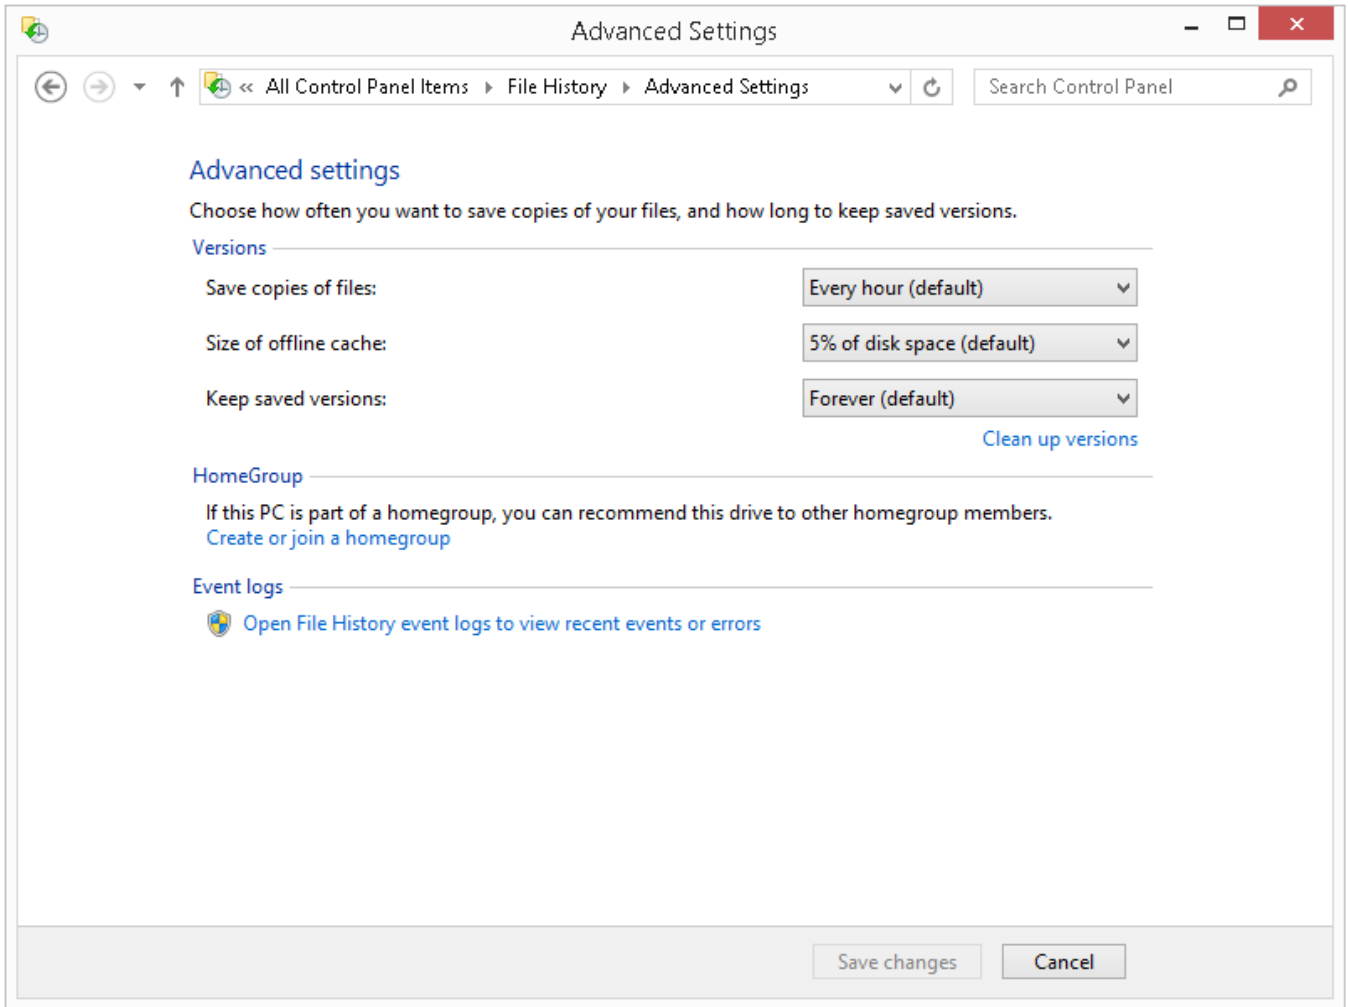 Advanced Settings
« All Control Panel Items File History Advanced Settings Search Control Panel
Advanced settings
Choose how often you want to save copies of your files, and how long to keep saved versions.
Versions
Save copies of files: Every hour (default)
Size of offline cache: 5% of disk space (default)
Keep saved versions: Forever (default)
Clean up versions
HomeGroup
If this PC is part of a homegroup, you can recommend this drive to other homegroup members.
Create or join a homegroup
Event logs
Open File History event logs to view recent events or errors
Save changes Cancel